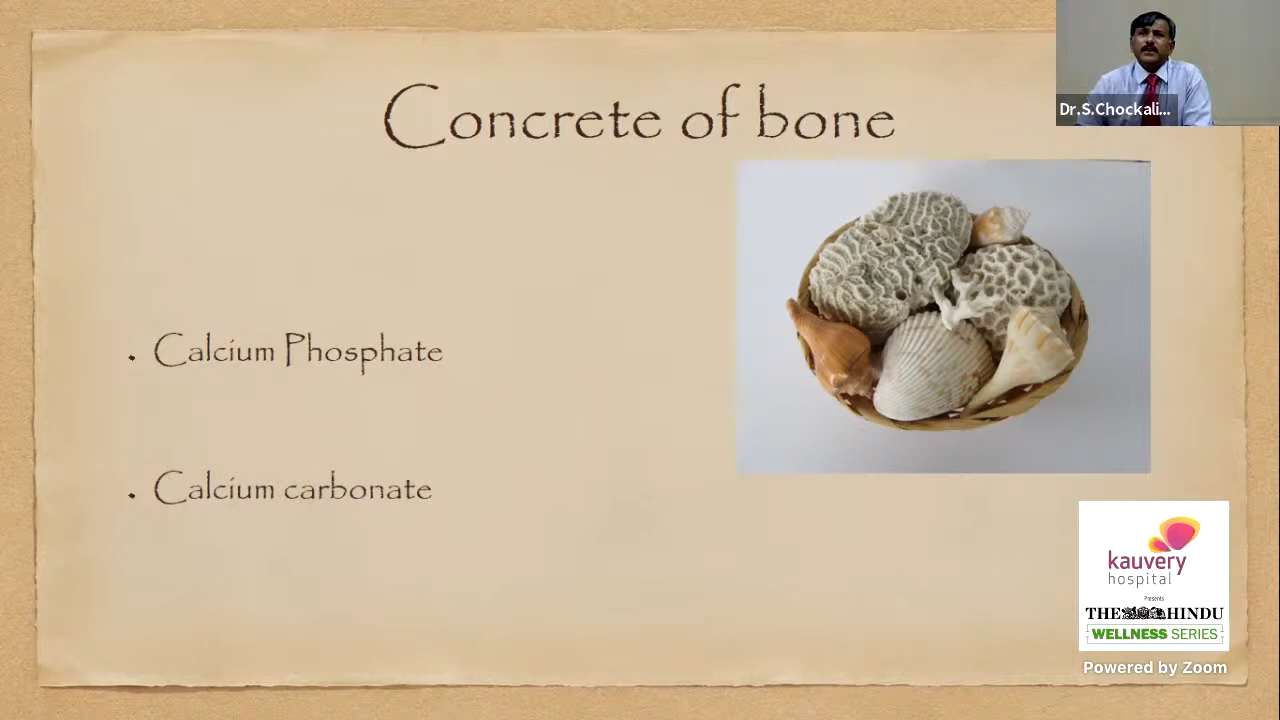 Concrete of bone
Dr.S.Chockali...
. Calcium Phosphate
. Calcium carbonate
kauvery
hospital
Presents
THE HINDU
WELLNESS SERIES
Powered by Zoom